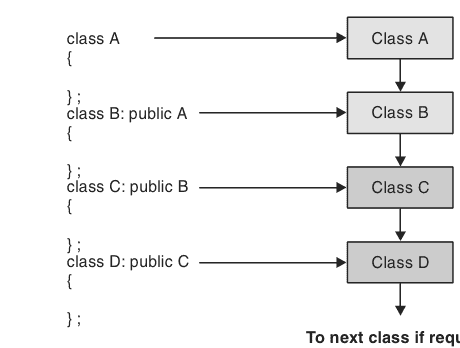 class A
Class A
{
} ;
class B: public A
Class B
{
} ;
class C: public B
Class C
{
} ;
class D: public C
Class D
{
} ;
To next class if